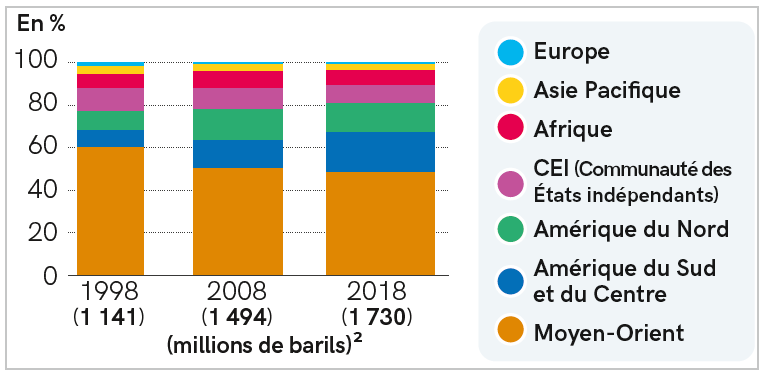 En %
100
80
60
40
20
0
1998
(1 141)
2008
(1 494)
2018
(1 730)
(millions de barils)²
Europe
Asie Pacifique
Afrique
CEI (Communauté des
États indépendants)
Amérique du Nord
Amérique du Sud
et du Centre
Moyen-Orient